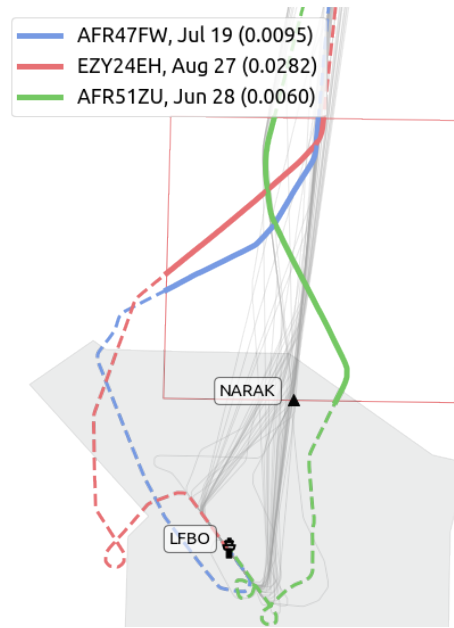 AFR47FW, Jul 19 (0.0095)
EZY24EH, Aug 27 (0.0282)
AFR51ZU, Jun 28 (0.0060)
NARAK
LFBO